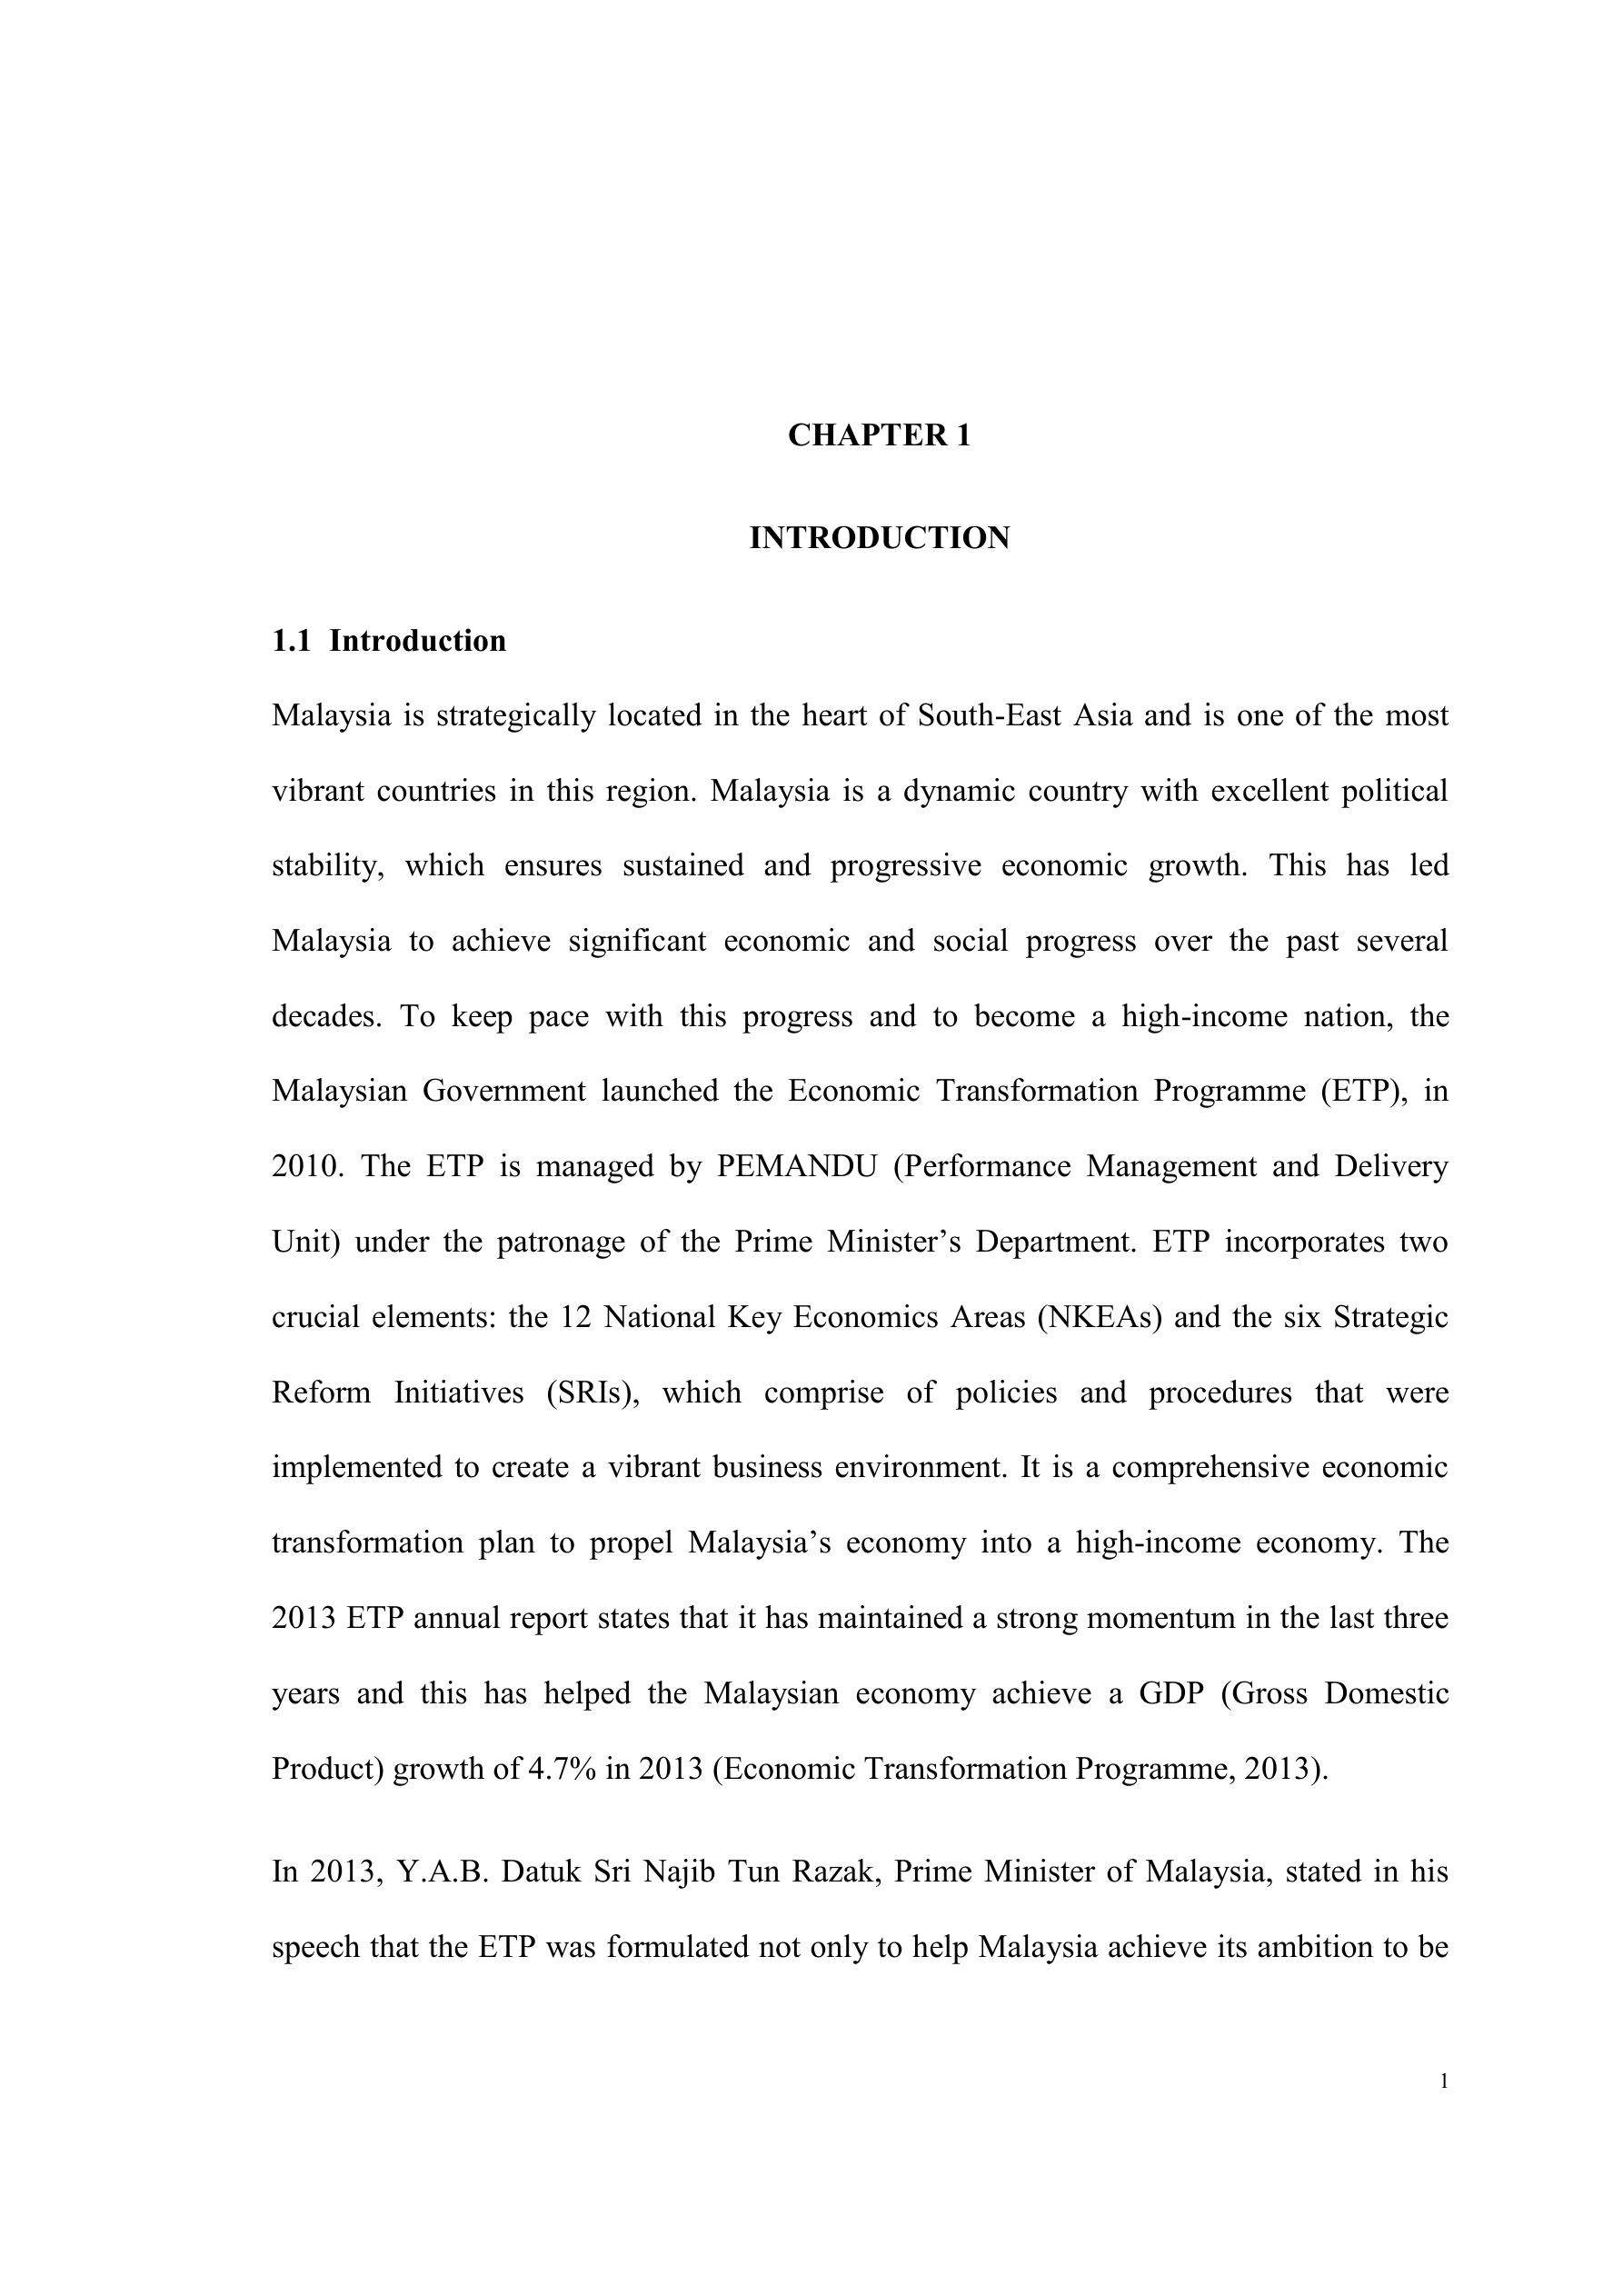 CHAPTER 1
INTRODUCTION
1.1 Introduction
Malaysia is strategically located in the heart of South-East Asia and is one of the most
vibrant countries in this region. Malaysia is a dynamic country with excellent political
stability, which ensures sustained and progressive economic growth. This has led
Malaysia to achieve significant economic and social progress over the past several
decades. To keep pace with this progress and to become a high-income nation, the
Malaysian Government launched the Economic Transformation Programme (ETP), in
2010. The ETP is managed by PEMANDU (Performance Management and Delivery
Unit) under the patronage of the Prime Minister’s Department. ETP incorporates two
crucial elements: the 12 National Key Economics Areas (NKEAs) and the six Strategic
Reform Initiatives (SRIs), which comprise of policies and procedures that were
implemented to create a vibrant business environment. It is a comprehensive economic
transformation plan to propel Malaysia’s economy into a high-income economy. The
2013 ETP annual report states that it has maintained a strong momentum in the last three
years and this has helped the Malaysian economy achieve a GDP (Gross Domestic
Product) growth of 4.7% in 2013 (Economic Transformation Programme, 2013).
In 2013, Y.A.B. Datuk Sri Najib Tun Razak, Prime Minister of Malaysia, stated in his
speech that the ETP was formulated not only to help Malaysia achieve its ambition to be
1